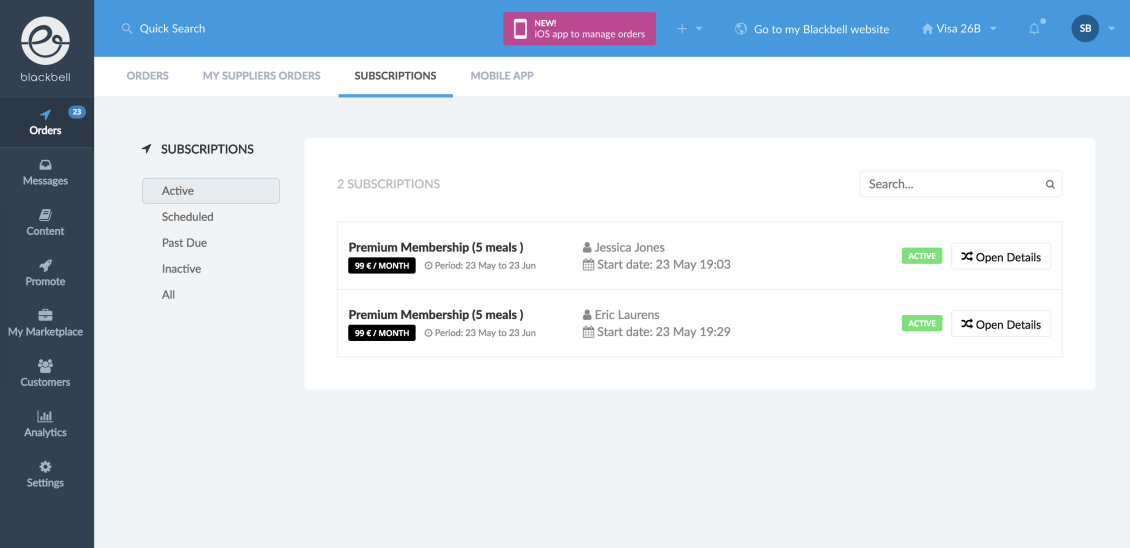 blackbell
Quick Search
NEW!
iOS app to manage orders
Go to my Blackbell website
Visa 26B
SB
ORDERS
MY SUPPLIERS ORDERS
SUBSCRIPTIONS
MOBILE APP
23
Orders
Messages
Content
Promote
My Marketplace
Customers
Analytics
Settings
SUBSCRIPTIONS
Active
Scheduled
Past Due
Inactive
All
2 SUBSCRIPTIONS
Search...
Premium Membership (5 meals )
99 € / MONTH
Period: 23 May to 23 Jun
Jessica Jones
Start date: 23 May 19:03
ACTIVE
Open Details
Premium Membership (5 meals )
99 € / MONTH
Period: 23 May to 23 Jun
Eric Laurens
Start date: 23 May 19:29
ACTIVE
Open Details